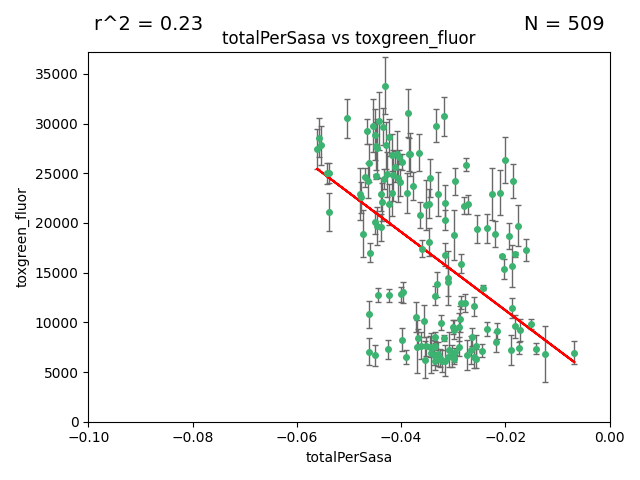 r^2 = 0.23
N = 509
totalPerSasa vs toxgreen_fluor
toxgreen_fluor
35000
30000
25000
20000
15000
10000
5000
0
−0.10
−0.08
−0.06
−0.04
−0.02
0.00
totalPerSasa